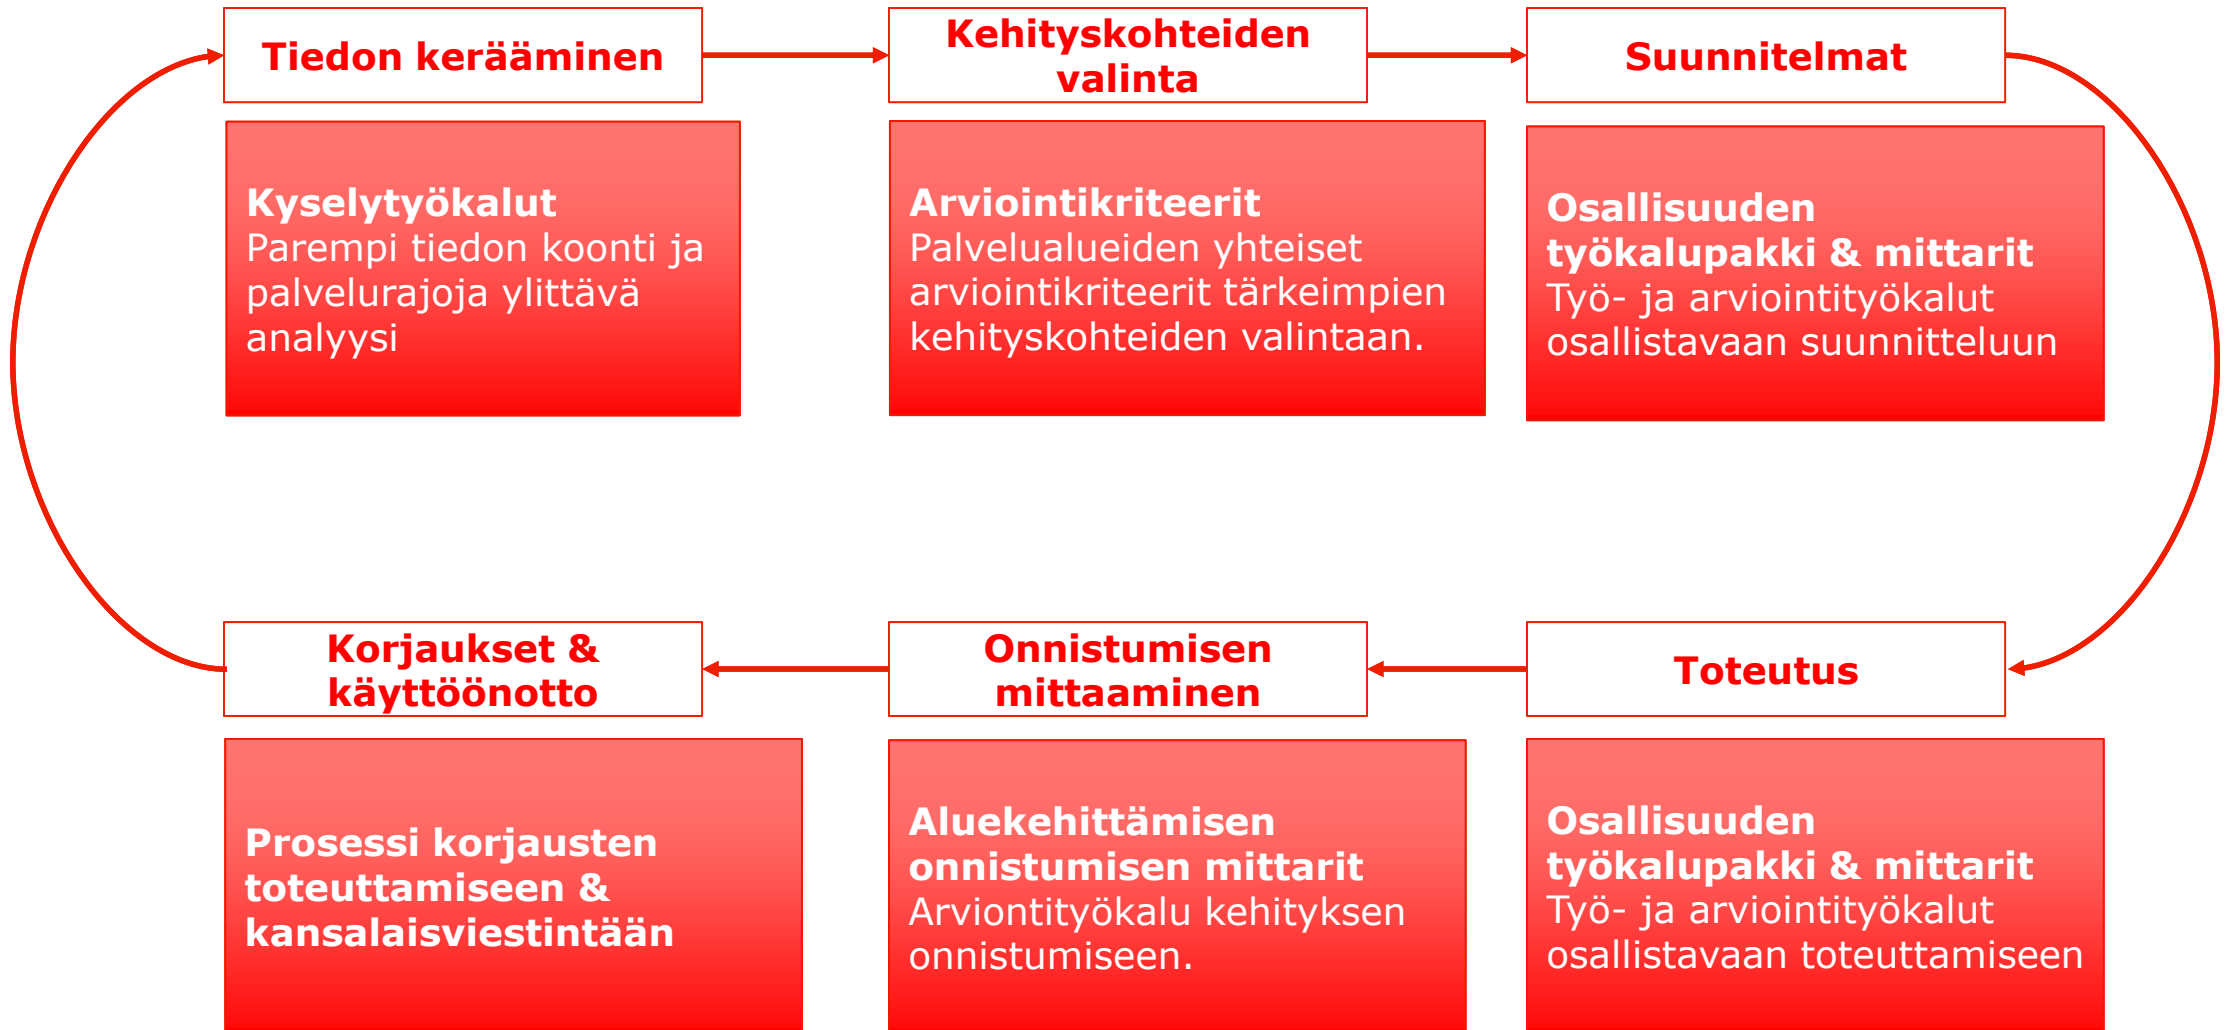 Tiedon kerääminen
Kehityskohteiden
valinta
Suunnitelmat
Kyselytyökalut
Parempi tiedon koonti ja
palvelurajoja ylittävä
analyysi
Arviointikriteerit
Palvelualueiden yhteiset
arviointikriteerit tärkeimpien
kehityskohteiden valintaan.
Osallisuuden
työkalupakki & mittarit
Työ- ja arviointityökalut
osallistavaan suunnitteluun
Korjaukset &
käyttöönotto
Onnistumisen
mittaaminen
Toteutus
Prosessi korjausten
toteuttamiseen &
kansalaisviestintään
Aluekehittämisen
onnistumisen mittarit
Arviontityökalu kehityksen
onnistumiseen.
Osallisuuden
työkalupakki & mittarit
Työ- ja arviointityökalut
osallistavaan toteuttamiseen